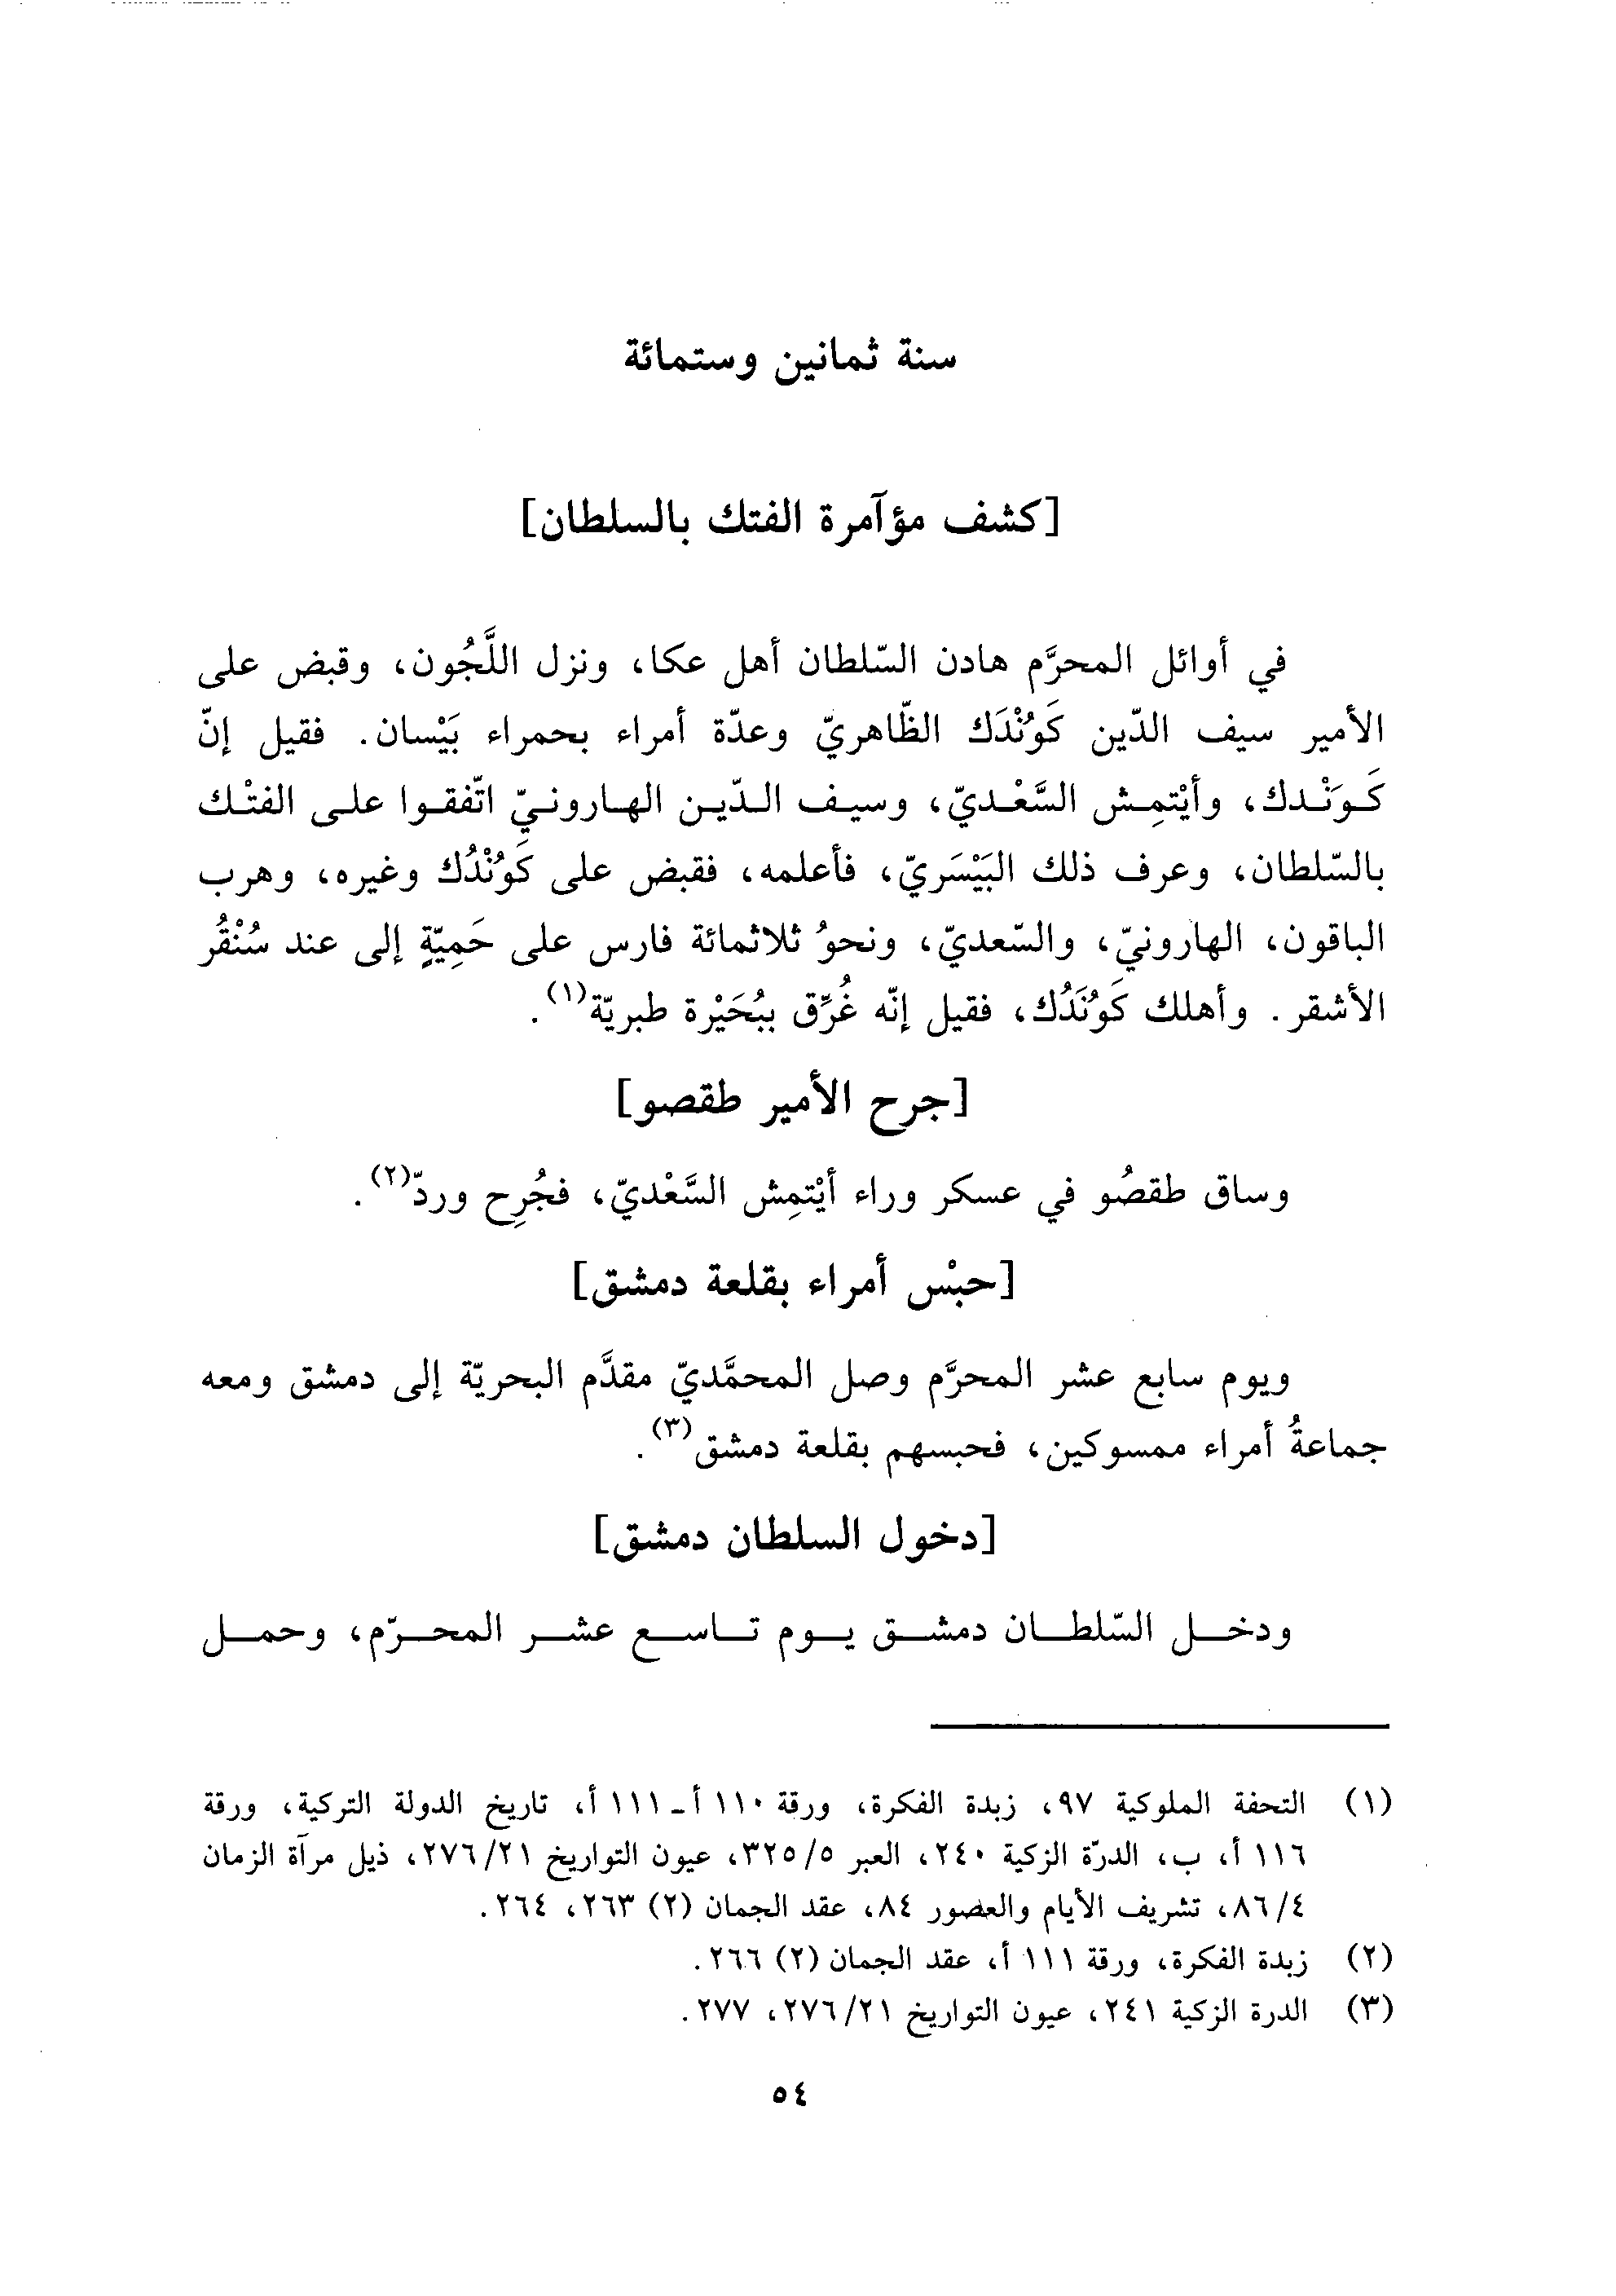 سنة ثمانين وستمائة
[كشف مؤآمرة الفتك بالسلطان]
في أوائل المحرَّم هادن السّلطان أهل عكا، ونزل اللَّجُون، وقبض على
الأمير سيف الدّين كَوُنْدَك الظّاهريّ وعدّة أمراء بحمراء بَيْسان. فقيل إنّ
كَوَنْدك، وأيْتمِش السَّعْديّ، وسيف الدّين الهارونيّ اتّفقوا على الفتْك
بالسّلطان، وعرف ذلك البَيْسَريّ، فأعلمه، فقبض على كَوُنْدُك وغيره، وهرب
الباقون، الهارونيّ، والسّعديّ، ونحوُ ثلاثمائة فارس على حَمِيّةٍ إلى عند سُنْقُر
الأشقر. وأهلك كَوُنَدُك، فقيل إنّه غُرِّق ببُحَيْرة طبريّة(١).
[جرح الأمير طقصو]
وساق طقصُو في عسكر وراء أيْتمِش السَّعْديّ، فجُرِح وردّ(٢).
[حبْس أمراء بقلعة دمشق]
ويوم سابع عشر المحرَّم وصل المحمَّديّ مقدَّم البحريّة إلى دمشق ومعه
جماعةُ أمراء ممسوكين، فحبسهم بقلعة دمشق(٣).
[دخول السلطان دمشق]
ودخل السّلطان دمشق يوم تاسع عشر المحرّم، وحمل
(١) التحفة الملوكية ٩٧، زبدة الفكرة، ورقة ١١٠ أ - ١١١ أ، تاريخ الدولة التركية، ورقة
١١٦ أ، ب، الدرّة الزكية ٢٤٠، العبر ٣٢٥/٥، عيون التواريخ ٢٧٦/٢١، ذيل مرآة الزمان
٨٦/٤، تشريف الأيام والعصور ٨٤، عقد الجمان (٢) ٢٦٣، ٢٦٤.
(٢) زبدة الفكرة، ورقة ١١١ أ، عقد الجمان (٢) ٢٦٦.
(٣) الدرة الزكية ٢٤١، عيون التواريخ ٢٧٦/٢١، ٢٧٧.
٥٤